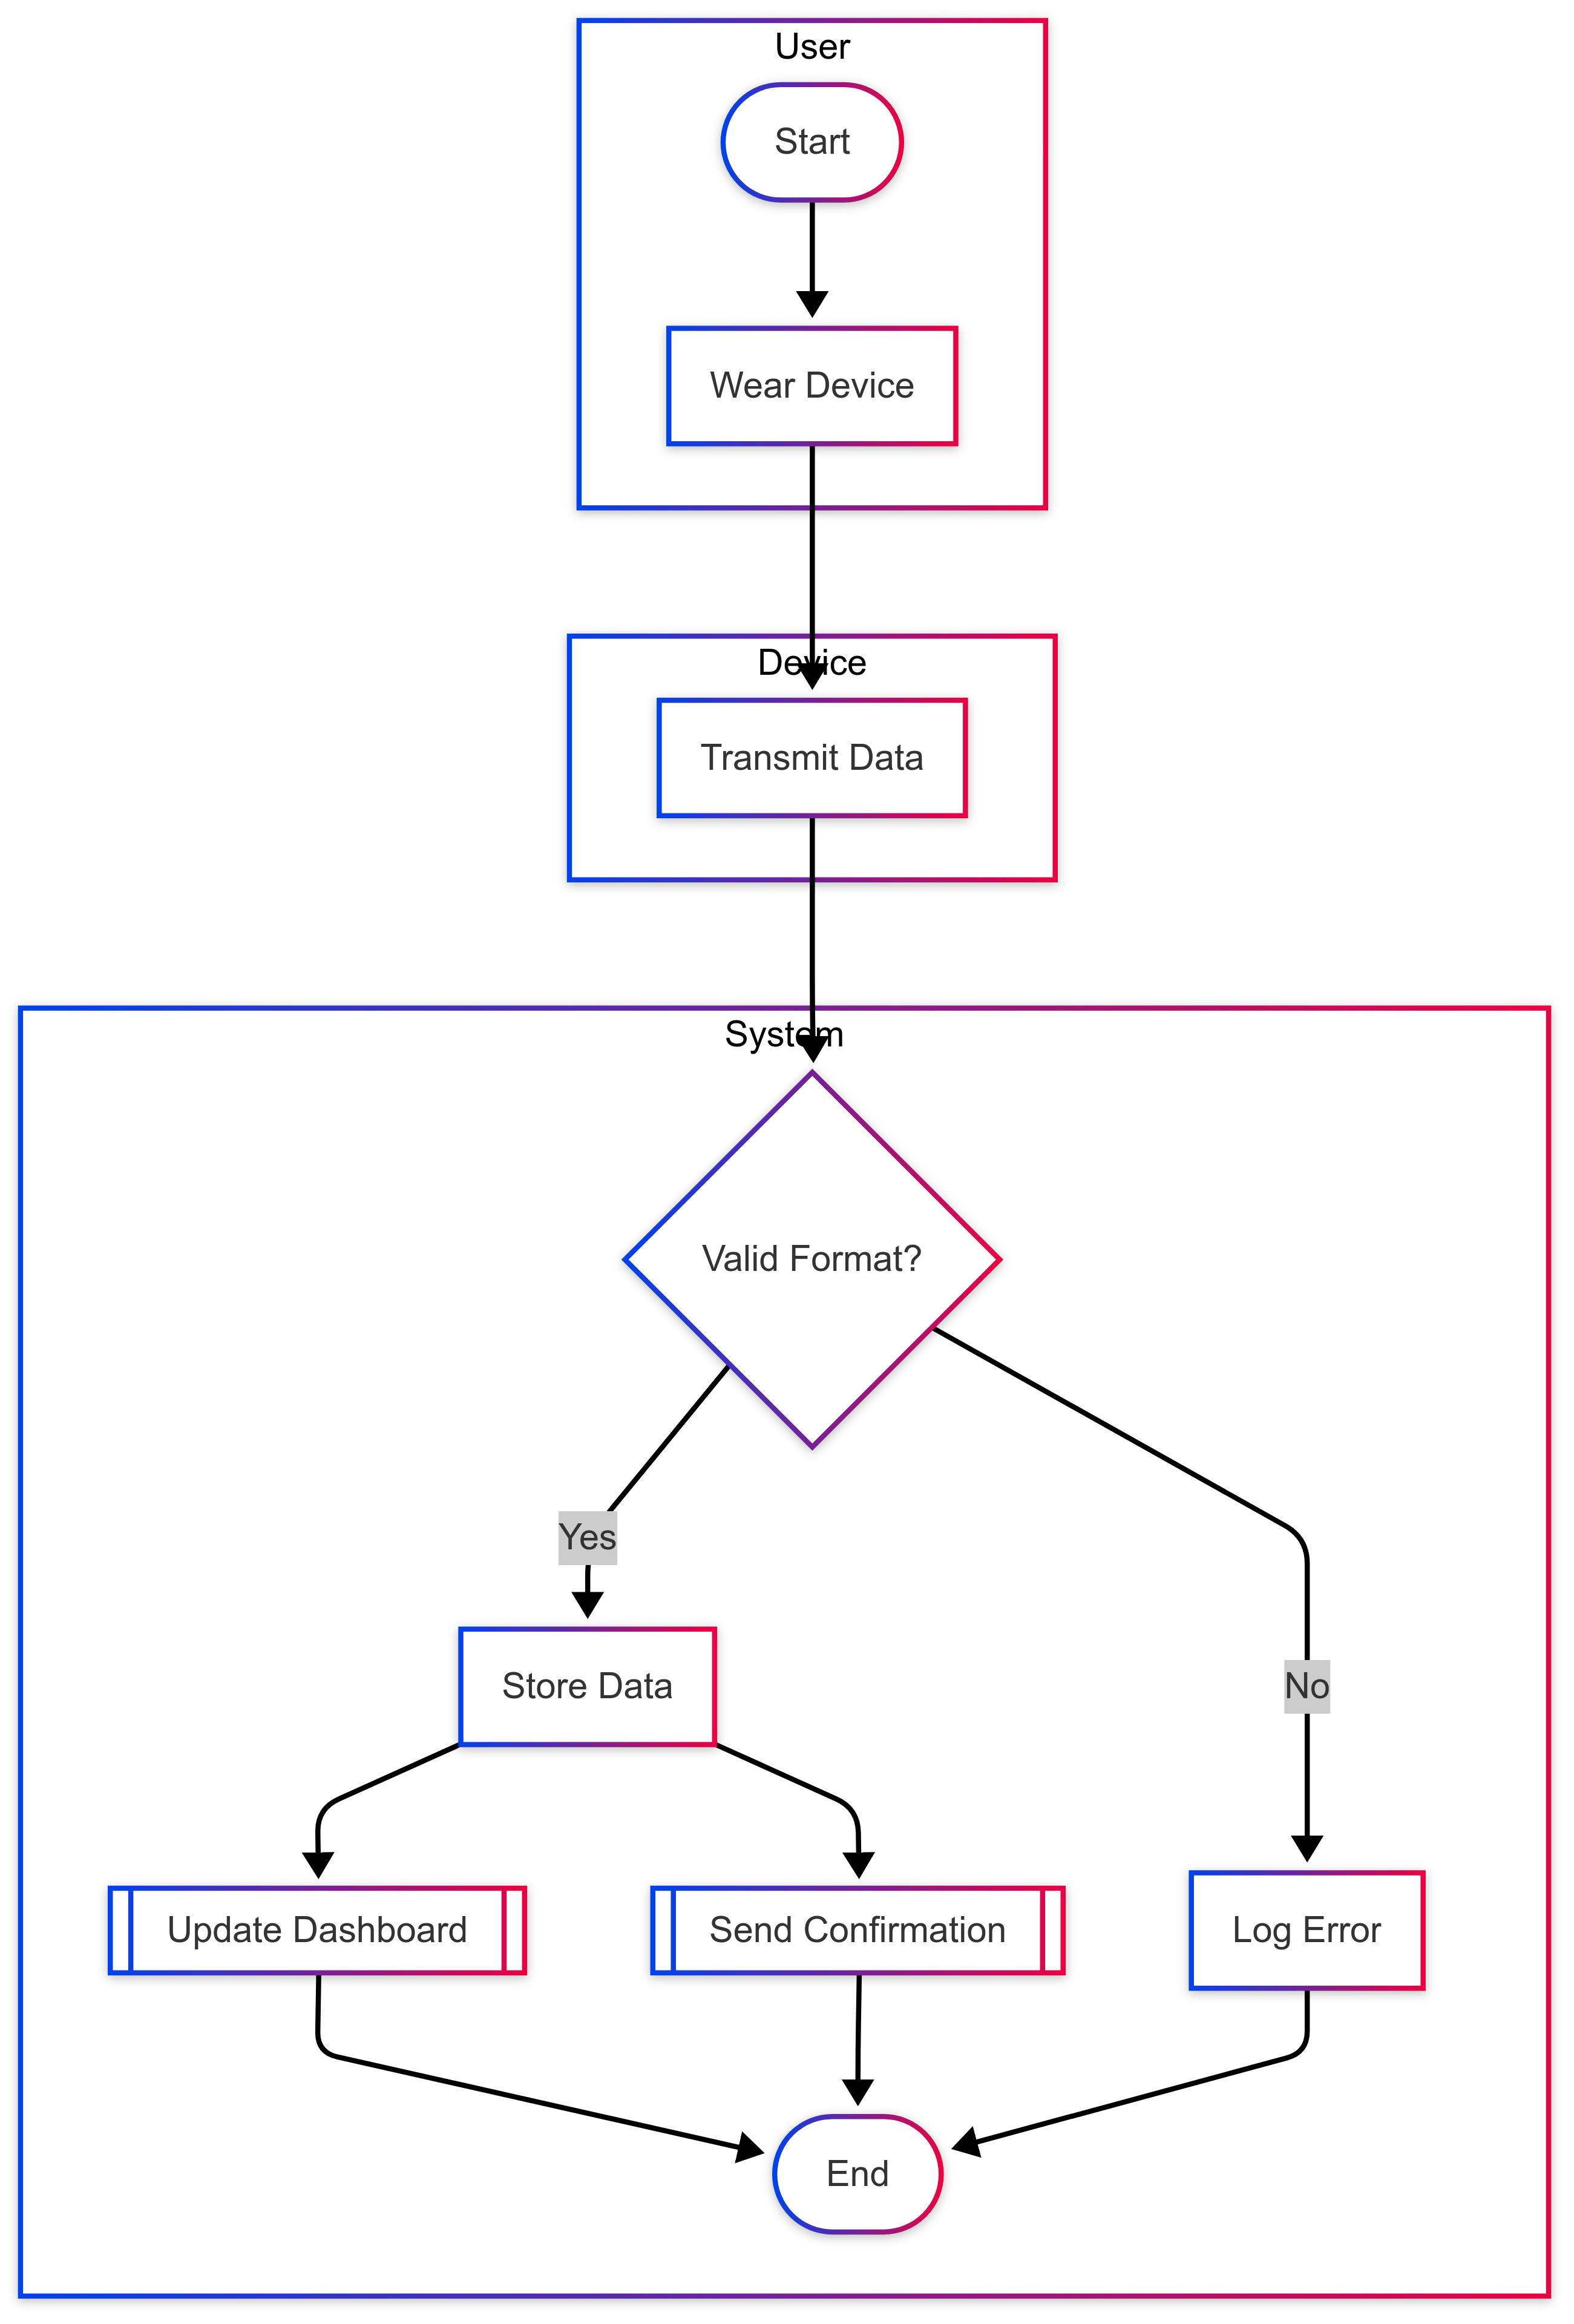 User
Start
Wear Device
Device
Transmit Data
System
Valid Format?
Yes
Store Data
No
Update Dashboard
Send Confirmation
Log Error
End